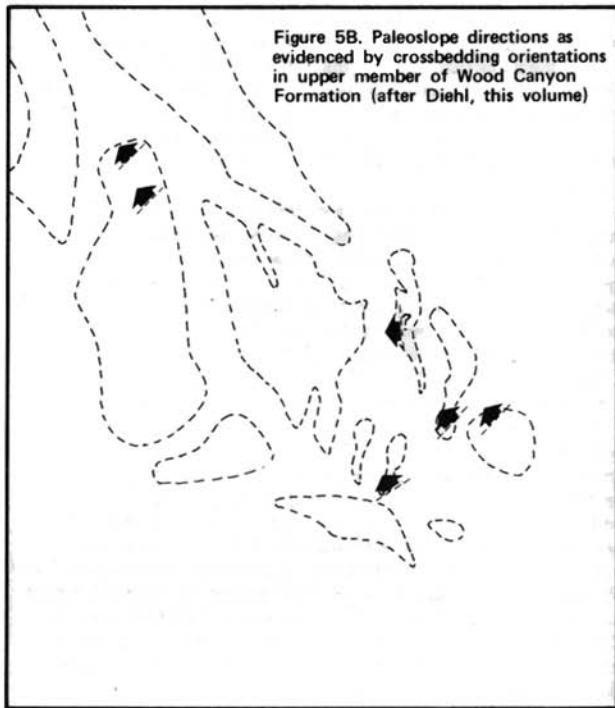 Figure 5B. Paleoslope directions as
evidenced by crossbedding orientations
in upper member of Wood Canyon
Formation (after Diehl, this volume)